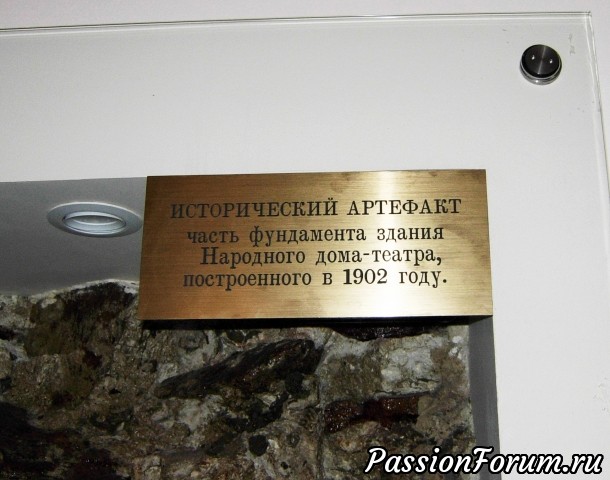 ИСТОРИЧЕСКИЙ АРТЕФАКТ
часть фундамента здания
Народного дома-театра,
построенного в 1902 году.
PassionForum.ru